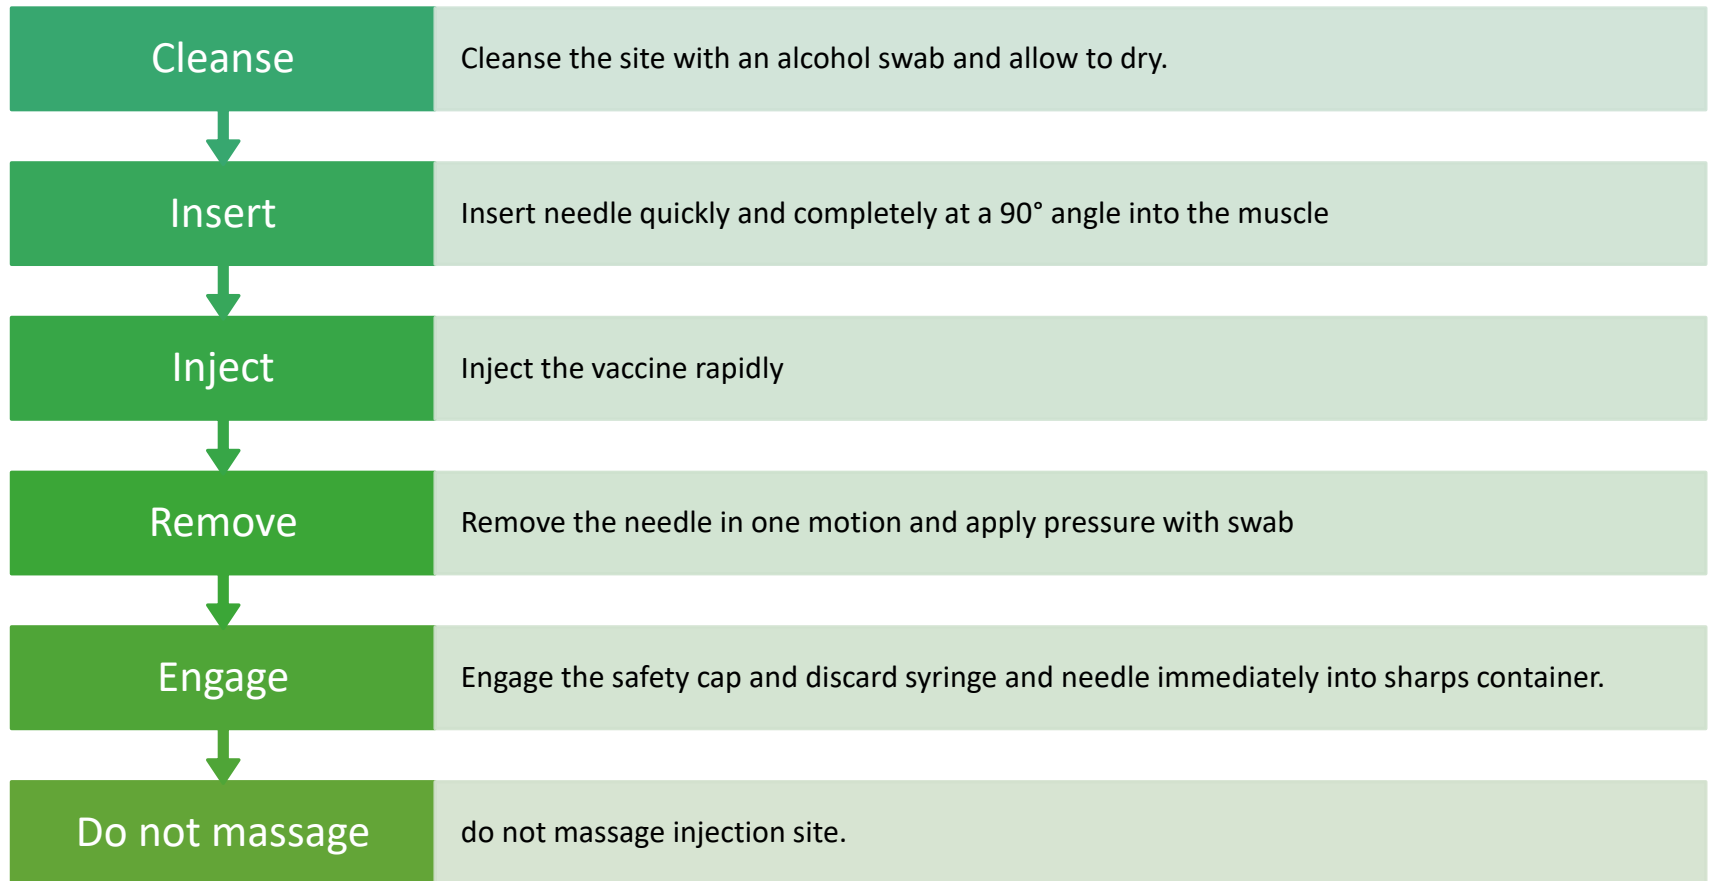 Cleanse
Cleanse the site with an alcohol swab and allow to dry.
Insert
Insert needle quickly and completely at a 90° angle into the muscle
Inject
Inject the vaccine rapidly
Remove
Remove the needle in one motion and apply pressure with swab
Engage
Engage the safety cap and discard syringe and needle immediately into sharps container.
Do not massage
do not massage injection site.